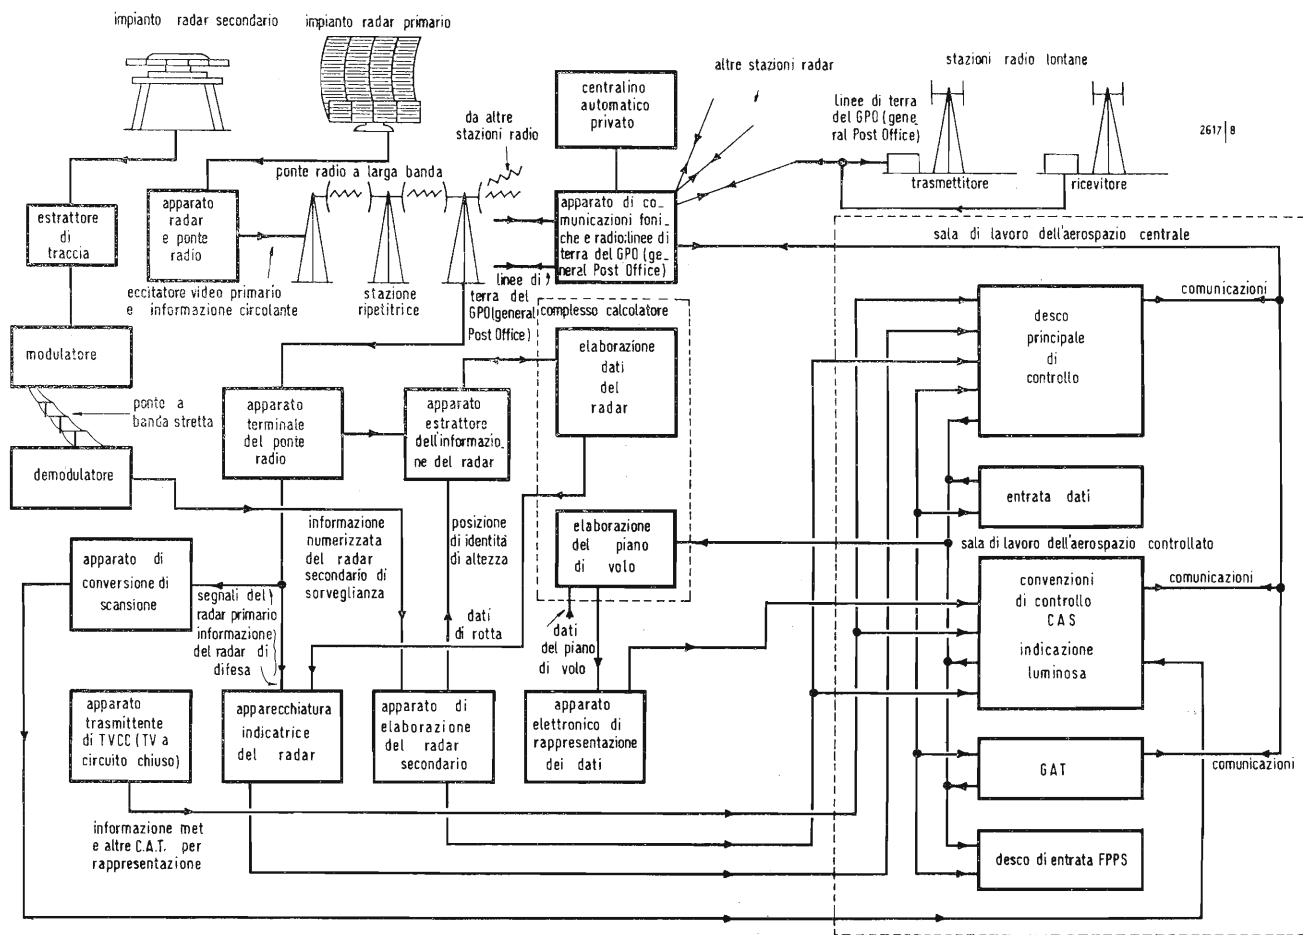 impianto radar secondario
impianto radar primario
altre stazioni radar
stazioni radio lontane
centralino
automatico
privato
da altre
stazioni radio
linee di terra
del GPO (gene_
ral Post Office)
2617|8
ponte radio a larga banda
trasmettitore
ricevitore
apparato
radar
e ponte
radio
estrattore
di
traccia
apparato di co_
municazioni foni_
che e radio:linee di
terra del GPO (ge_
neral Post Office)
sala di lavoro dell'aerospazio centrale
eccitatore video primario
e informazione circolante
stazione
ripetitrice
linee di
terra del
GPO(general
Post Office)
complesso calcolatore
comunicazioni
desco
principale
di
controllo
modulatore
elaborazione
dati
del
radar
ponte a
banda stretta
apparato
terminale
del ponte
radio
apparato
estrattore
dell'informazio_
ne del radar
demodulatore
entrata dati
informazione
numerizzata
del radar
secondario di
sorveglianza
posizione
di identità
di altezza
elaborazione
del piano
di volo
sala di lavoro dell'aerospazio controllato
apparato di
conversione di
scansione
convenzioni
di controllo
CAS
indicazione
luminosa
comunicazioni
segnali del
radar primario
informazione
del radar di
difesa
dati
di rotta
dati
del piano
di volo
apparato
trasmittente
di TVCC (TV a
circuito chiuso)
apparecchiatura
indicatrice
del radar
apparato di
elaborazione
del radar
secondario
apparato
elettronico di
rappresentazione
dei dati
GAT
comunicazioni
informazione met
e altre C.A.T. per
rappresentazione
desco di entrata FPPS